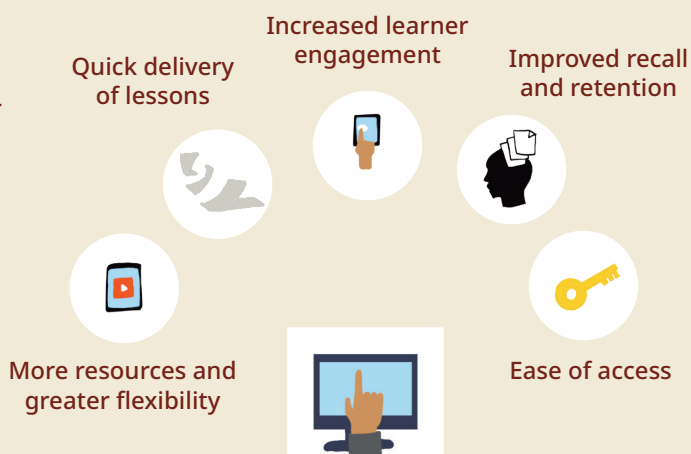 Increased learner
engagement
Quick delivery
of lessons
Improved recall
and retention
More resources and
greater flexibility
Ease of access